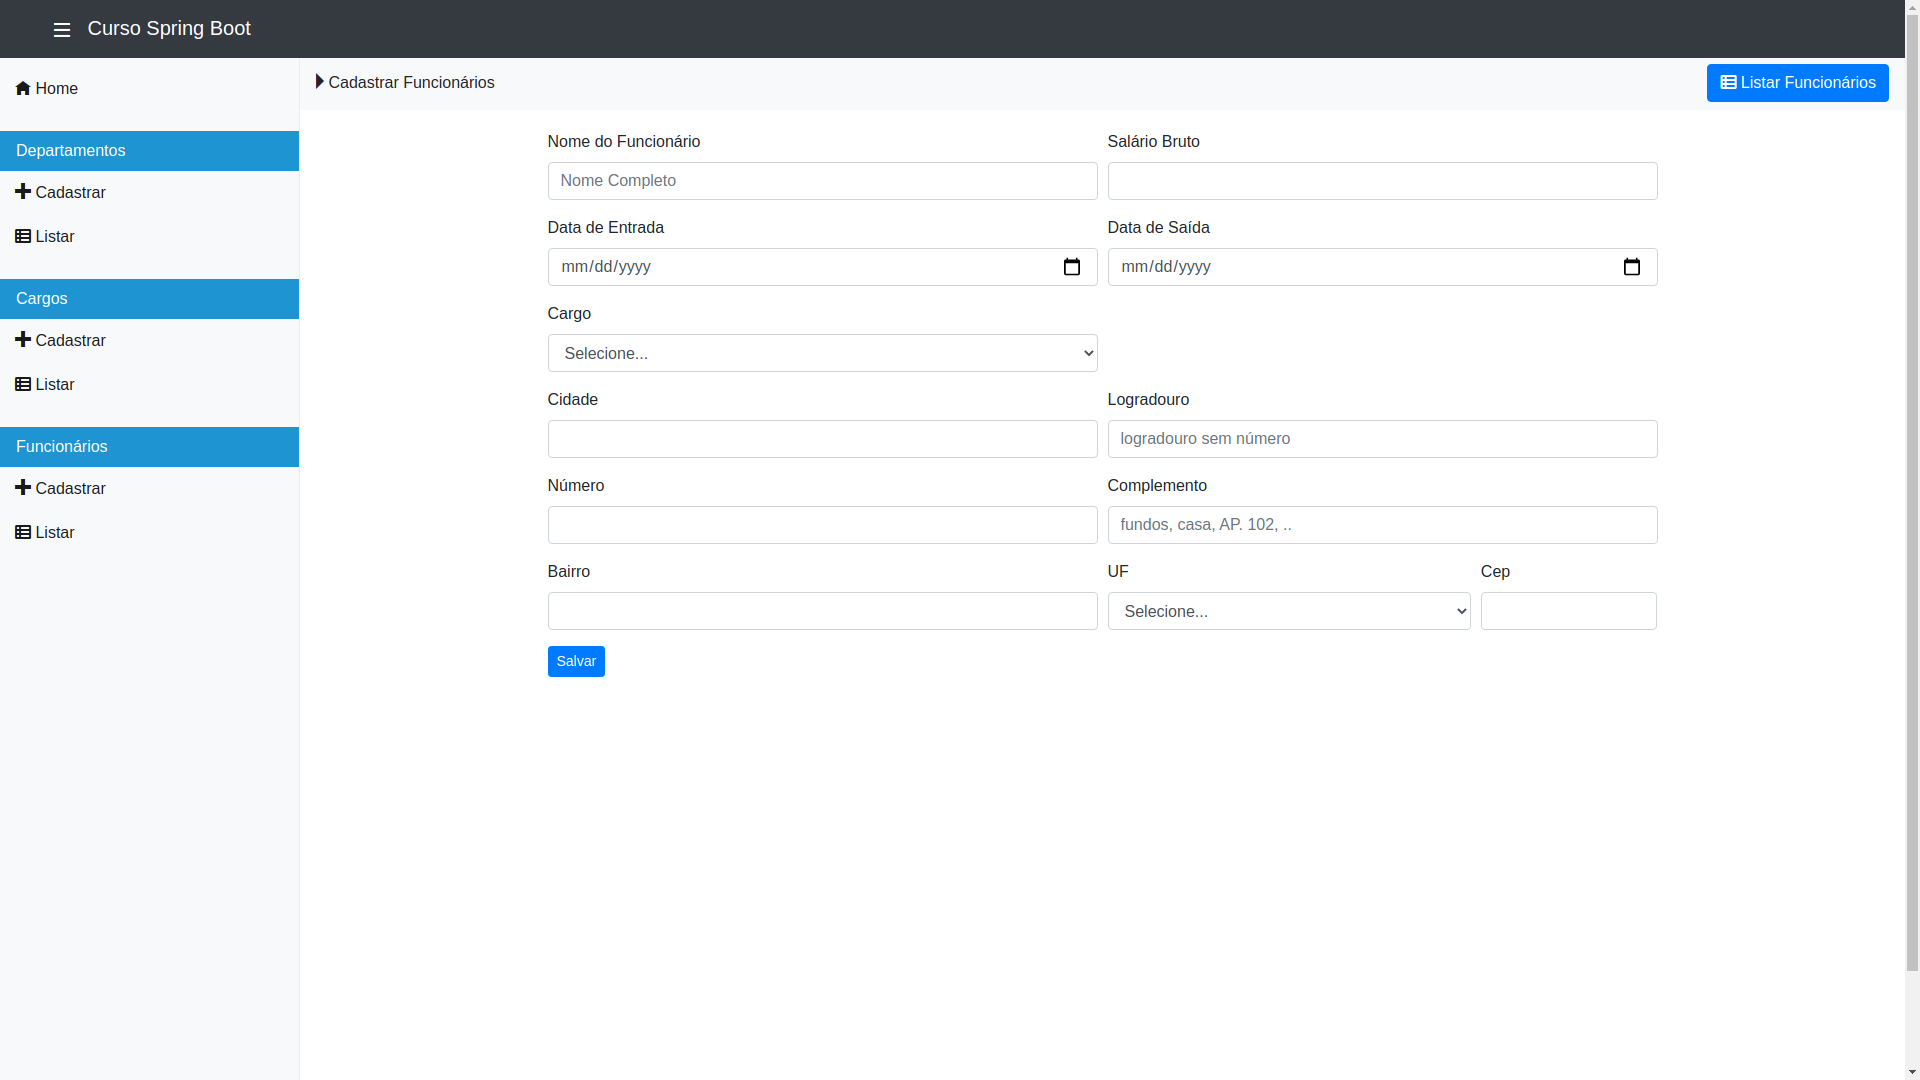 Curso Spring Boot
Home
Departamentos
Cadastrar
Listar
Cargos
Cadastrar
Listar
Funcionários
Cadastrar
Listar
Cadastrar Funcionários
Listar Funcionários
Nome do Funcionário
Salário Bruto
Nome Completo
Data de Entrada
Data de Saída
mm/dd/yyyy
mm/dd/yyyy
Cargo
Selecione...
Cidade
Logradouro
logradouro sem número
Número
Complemento
fundos, casa, AP. 102, ..
Bairro
UF
Cep
Selecione...
Salvar